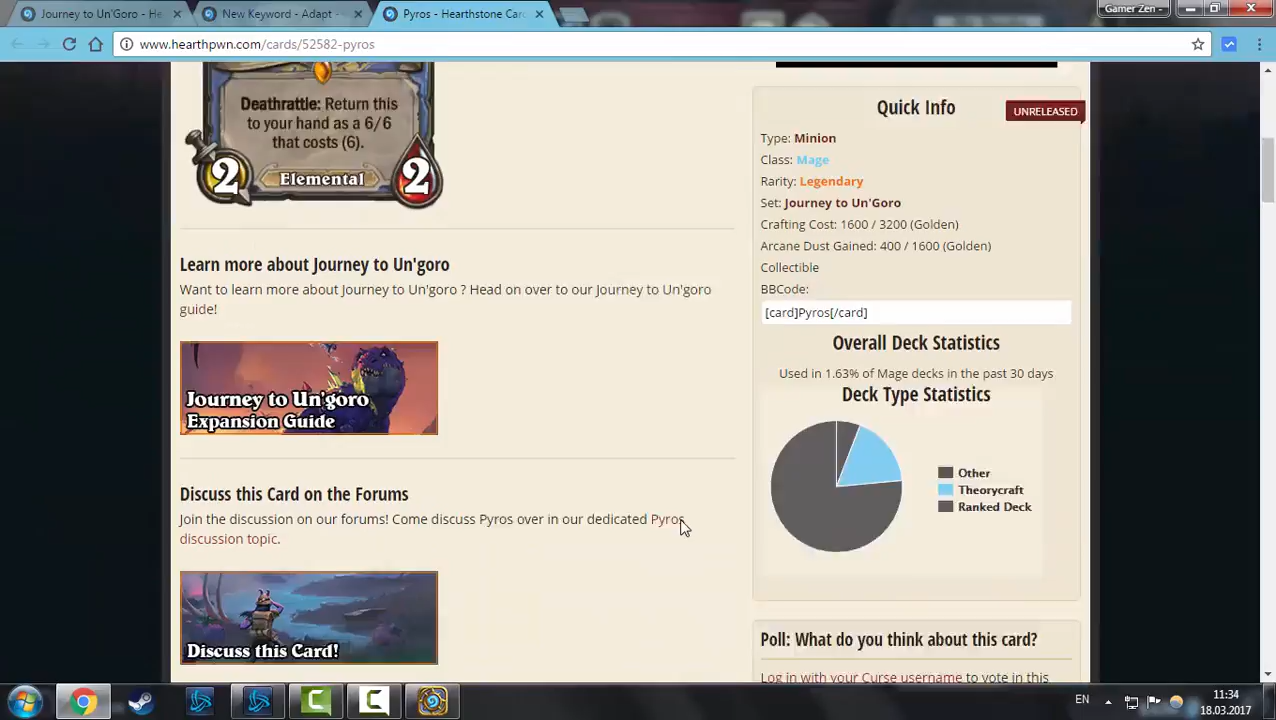 Journey to Un'Goro - He
New Keyword - Adapt -
Pyros - Hearthstone Car
Gamer Zen -
www.hearthpwn.com/cards/52582-pyros
Deathrattle: Return this
to your hand as a 6/6
that costs (6).
2
Elemental
2
Learn more about Journey to Un'goro
Want to learn more about Journey to Un'goro ? Head on over to our Journey to Un'goro
guide!
Journey to Un'goro
Expansion Guide
Discuss this Card on the Forums
Join the discussion on our forums! Come discuss Pyros over in our dedicated Pyros
discussion topic.
Discuss this Card!
Quick Info
UNRELEASED
Type: Minion
Class: Mage
Rarity: Legendary
Set: Journey to Un'Goro
Crafting Cost: 1600 / 3200 (Golden)
Arcane Dust Gained: 400 / 1600 (Golden)
Collectible
BBCode:
[card]Pyros[/card]
Overall Deck Statistics
Used in 1.63% of Mage decks in the past 30 days
Deck Type Statistics
Other
Theorycraft
Ranked Deck
Poll: What do you think about this card?
Log in with your Curse username to vote in this
EN
11:34
18.03.2017